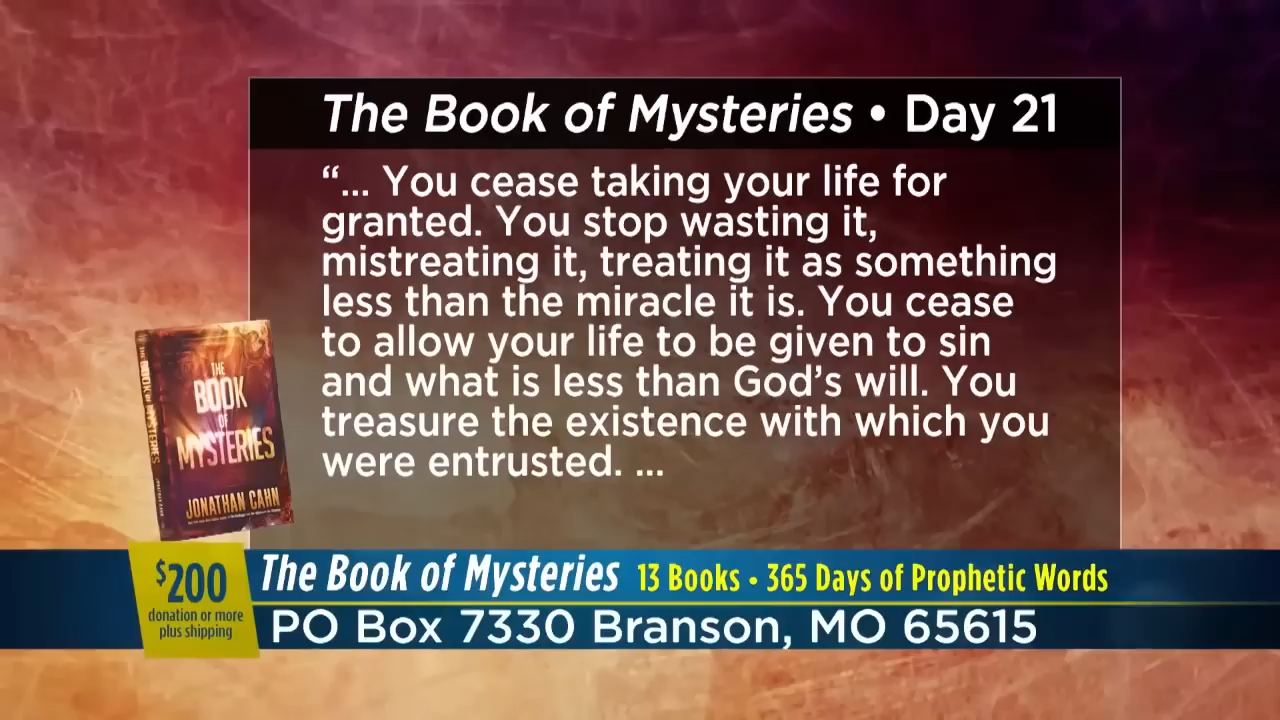 The Book of Mysteries • Day 21
“... You cease taking your life for
granted. You stop wasting it,
mistreating it, treating it as something
less than the miracle it is. You cease
to allow your life to be given to sin
and what is less than God’s will. You
treasure the existence with which you
were entrusted. ...
THE
BOOK
OF
MYSTERIES
JONATHAN CAHN
THE BOOK OF MYSTERIES
$200
donation or more
plus shipping
The Book of Mysteries 13 Books • 365 Days of Prophetic Words
PO Box 7330 Branson, MO 65615